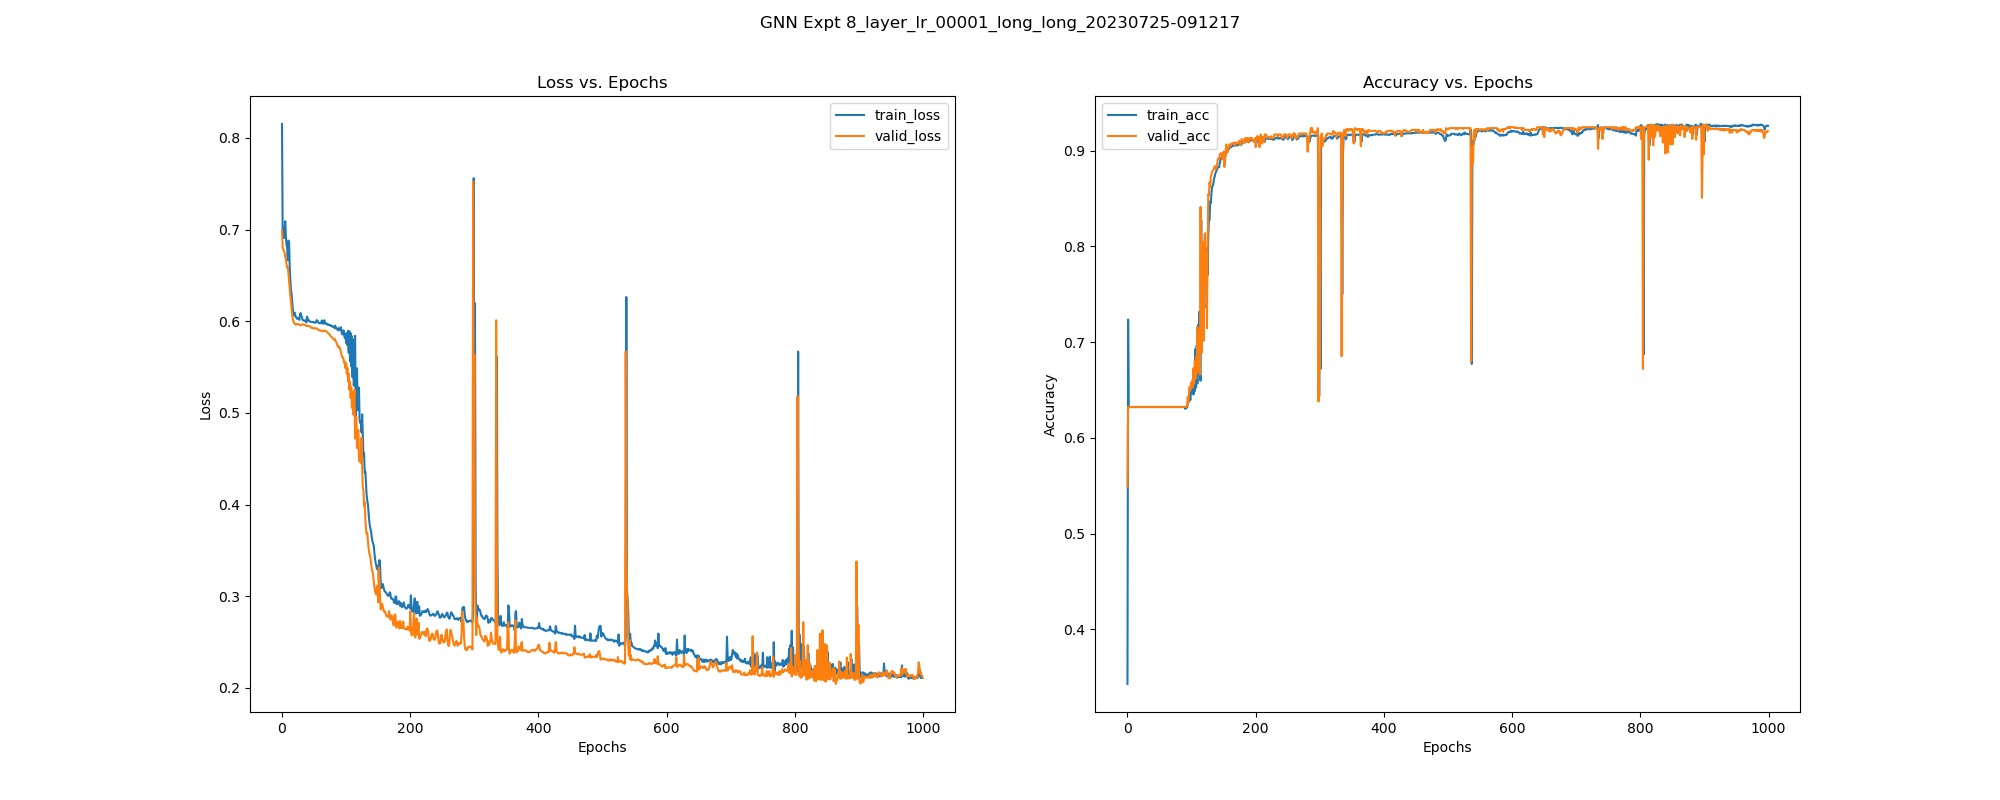 GNN Expt 8_layer_lr_00001_long_long_20230725-091217
Loss vs. Epochs
train_loss
valid_loss
0.8
0.7
0.6
0.5
0.4
0.3
0.2
Loss
0
200
400
600
800
1000
Epochs
Accuracy vs. Epochs
train_acc
valid_acc
0.9
0.8
0.7
0.6
0.5
0.4
Accuracy
0
200
400
600
800
1000
Epochs